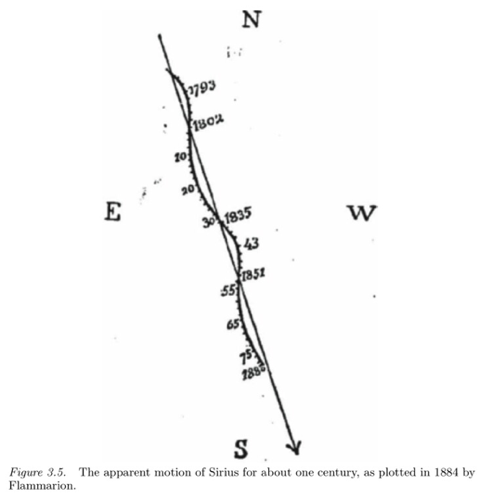 N
1793
1802
10
20
E
30
1835
W
43
1851
55
65
75
1880
S
Figure 3.5. The apparent motion of Sirius for about one century, as plotted in 1884 by
Flammarion.